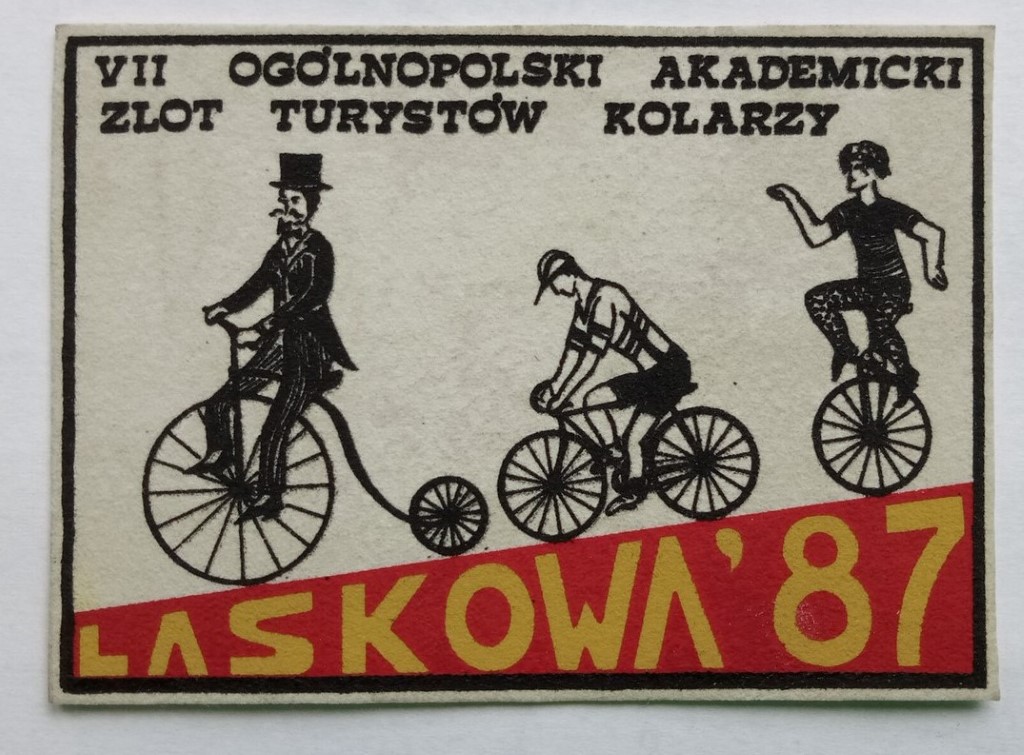 VII OGÓLNOPOLSKI AKADEMICKI
ZLOT TURYSTÓW KOLARZY
LASKOWA'87